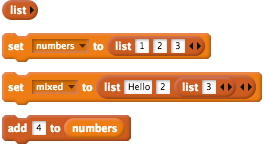 list
set numbers to list 1 2 3
set mixed to list Hello 2 list 3
add 4 to numbers